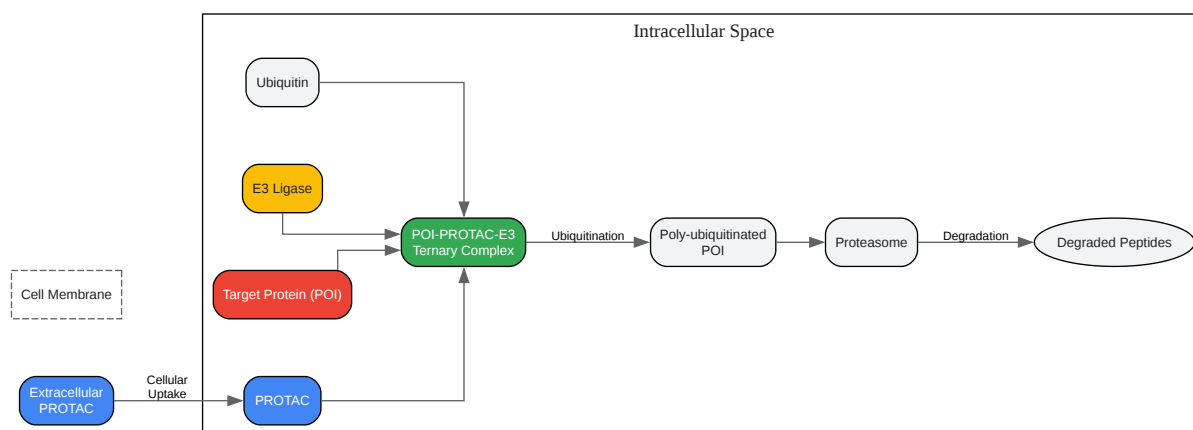 Intracellular Space
Ubiquitin
E3 Ligase
POI-PROTAC-E3
Ternary Complex
Ubiquitination
Poly-ubiquitinated
POI
Proteasome
Degradation
Degraded Peptides
Target Protein (POI)
Cell Membrane
Extracellular
PROTAC
Cellular
Uptake
PROTAC